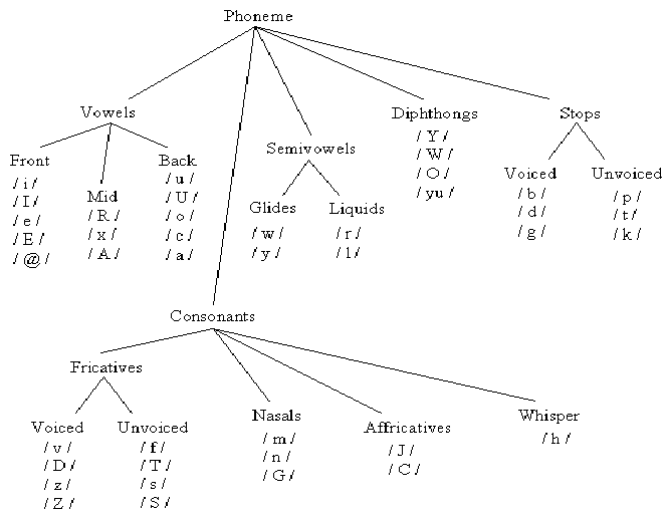 Phoneme
Vowels
Front
/ i /
/ I /
/ e /
/ E /
/ @ /
Mid
/ R /
/ x /
/ A /
Back
/ u /
/ U /
/ o /
/ c /
/ a /
Semivowels
Glides
/ w /
/ y /
Liquids
/ r /
/ l /
Diphthongs
/ Y /
/ W /
/ O /
/ yu /
Stops
Voiced
/ b /
/ d /
/ g /
Unvoiced
/ p /
/ t /
/ k /
Consonants
Fricatives
Voiced
/ v /
/ D /
/ z /
/ Z /
Unvoiced
/ f /
/ T /
/ s /
/ S /
Nasals
/ m /
/ n /
/ G /
Affricatives
/ J /
/ C /
Whisper
/ h /